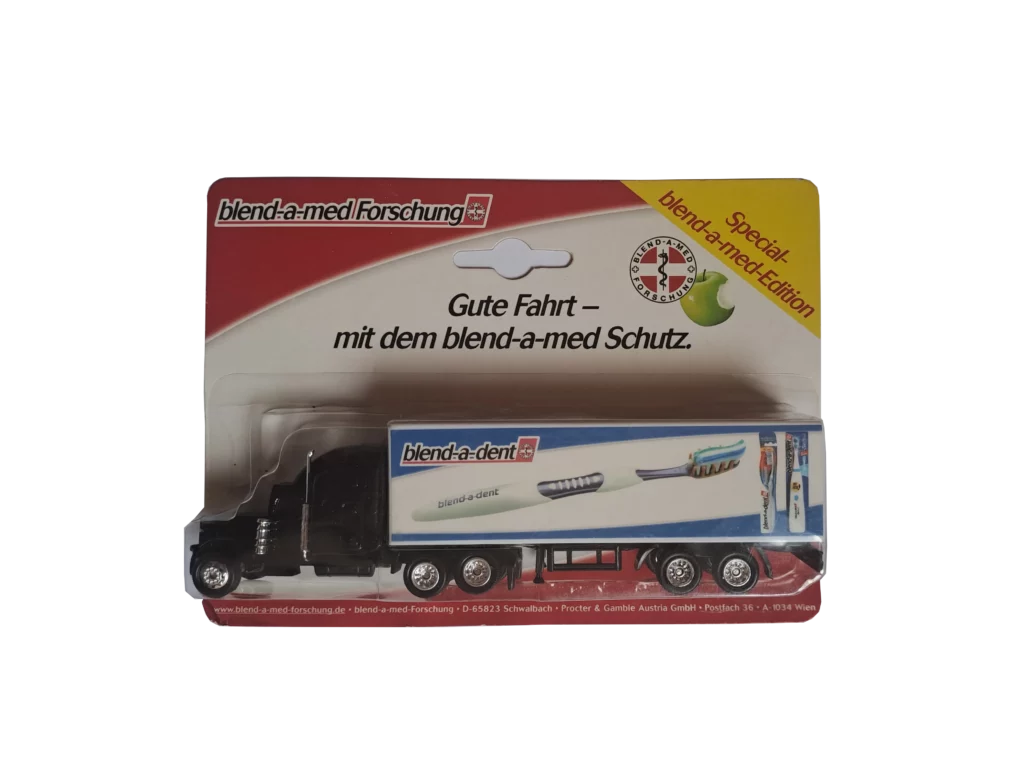 blend-a-med Forschung
Special-
blend-a-med-Edition
BLEND-A-MED
FORSCHUNG
Gute Fahrt –
mit dem blend-a-med Schutz.
blend-a-dent
blend-a-dent
blend-a-dent
www.blend-a-med-forschung.de • blend-a-med-Forschung • D-65823 Schwalbach • Procter & Gamble Austria GmbH • Postfach 36 • A-1034 Wien